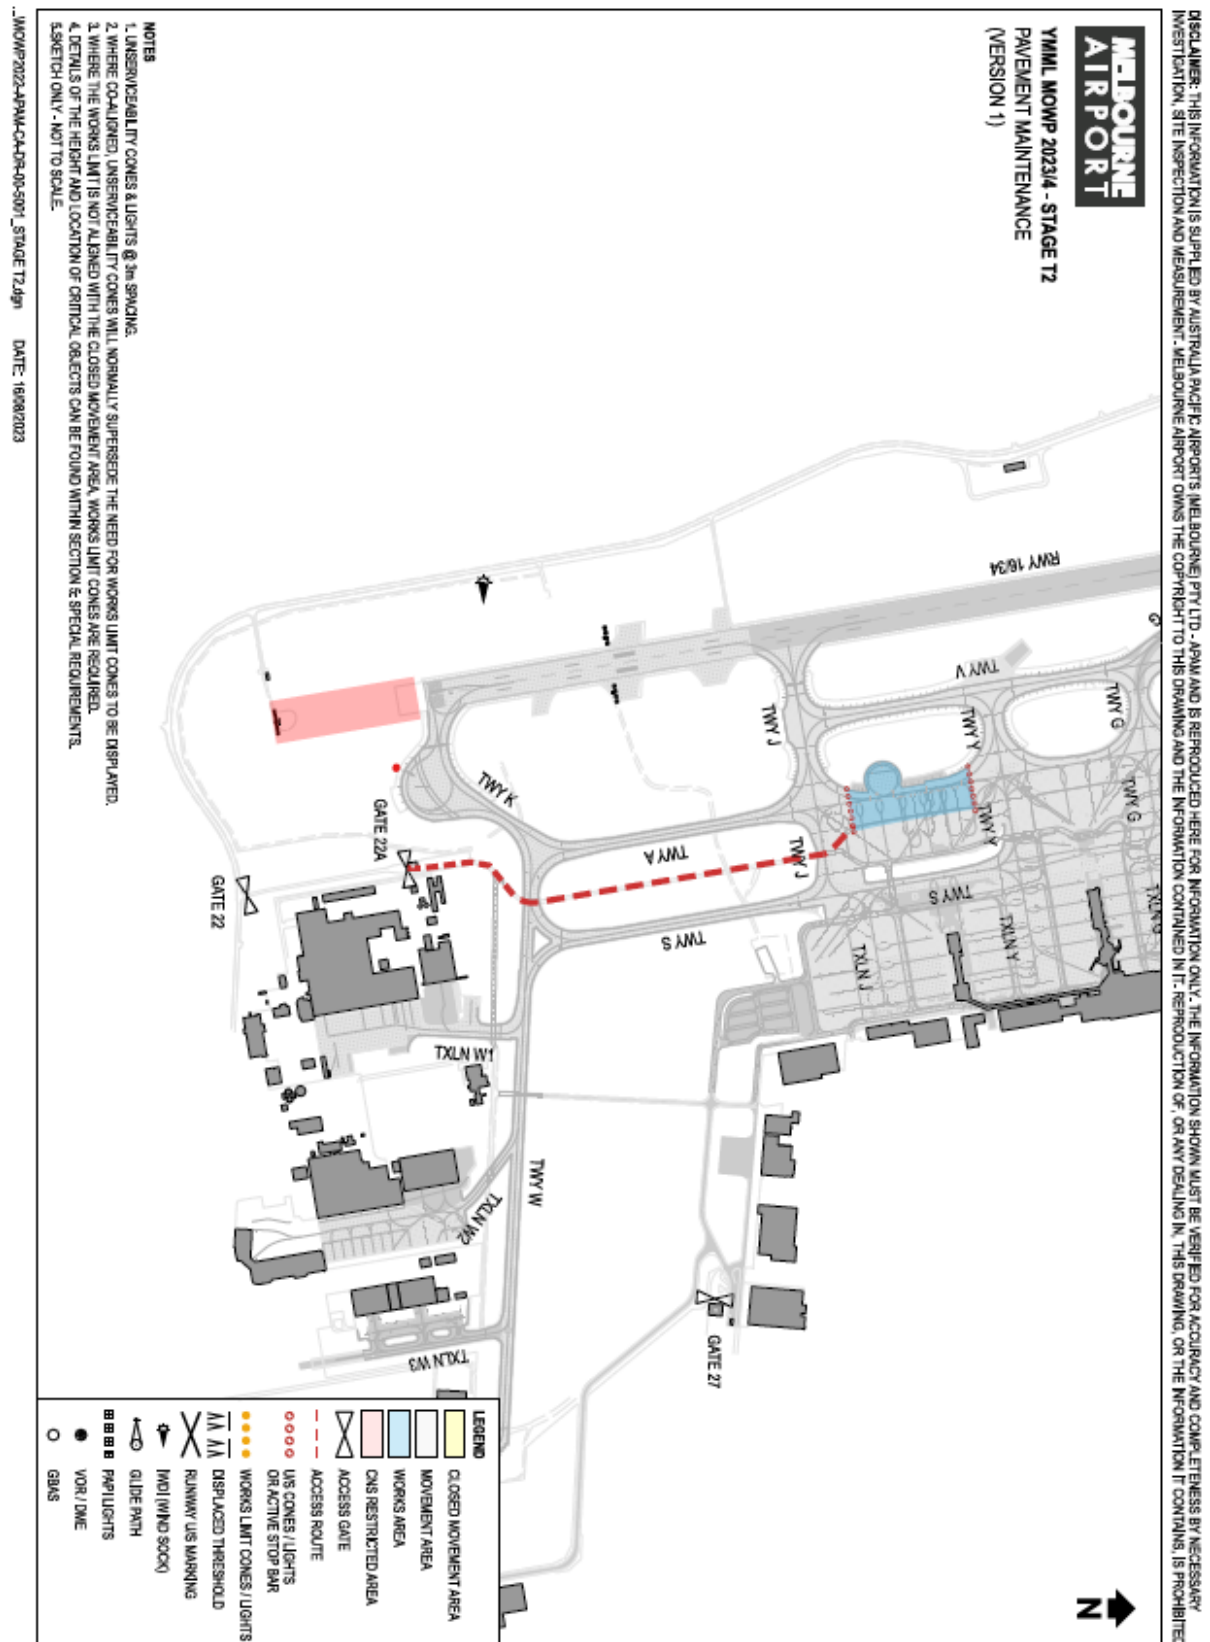 DISCLAIMER: THIS INFORMATION IS SUPPLIED BY AUSTRALIA PACIFIC AIRPORTS (MELBOURNE) PTY LTD - APAM AND IS REPRODUCED HERE FOR INFORMATION ONLY. THE INFORMATION SHOWN MUST BE VERIFIED FOR ACCURACY AND COMPLETENESS BY NECESSARY
INVESTIGATION, SITE INSPECTION AND MEASUREMENT. MELBOURNE AIRPORT OWNS THE COPYRIGHT TO THIS DRAWING AND THE INFORMATION CONTAINED IN IT. REPRODUCTION OF, OR ANY DEALING IN, THIS DRAWING, OR THE INFORMATION IT CONTAINS, IS PROHIBITED
MELBOURNE
AIRPORT
YMML MOWP 2023/4 - STAGE T2
PAVEMENT MAINTENANCE
(VERSION 1)
RWY 16/34
TWY V
TWY G
TWY Y
TWY J
TWY G
TWY Y
TWY K
TWY A
TWY J
TWY S
TXLN G
TXLN Y
TWY S
TXLN J
GATE 22A
GATE 22
TXLN W1
TWY W
TXLN W2
GATE 27
TXLN W3
N
NOTES
1. UNSERVICEABILITY CONES & LIGHTS @ 3m SPACING.
2. WHERE CO-ALIGNED, UNSERVICEABILITY CONES WILL NORMALLY SUPERSEDE THE NEED FOR WORKS LIMIT CONES TO BE DISPLAYED.
3. WHERE THE WORKS LIMIT IS NOT ALIGNED WITH THE CLOSED MOVEMENT AREA, WORKS LIMIT CONES ARE REQUIRED.
4. DETAILS OF THE HEIGHT AND LOCATION OF CRITICAL OBJECTS CAN BE FOUND WITHIN SECTION 5: SPECIAL REQUIREMENTS.
5.SKETCH ONLY - NOT TO SCALE.
LEGEND
CLOSED MOVEMENT AREA
MOVEMENT AREA
WORKS AREA
CNS RESTRICTED AREA
ACCESS GATE
ACCESS ROUTE
U/S CONES / LIGHTS
OR ACTIVE STOP BAR
WORKS LIMIT CONES / LIGHTS
DISPLACED THRESHOLD
RUNWAY U/S MARKING
IWDI (WIND SOCK)
GLIDE PATH
PAPI LIGHTS
VOR / DME
GBAS
...\MOWP2022-APAM-CA-DR-00-5001_STAGE T2.dgn DATE: 16/08/2023